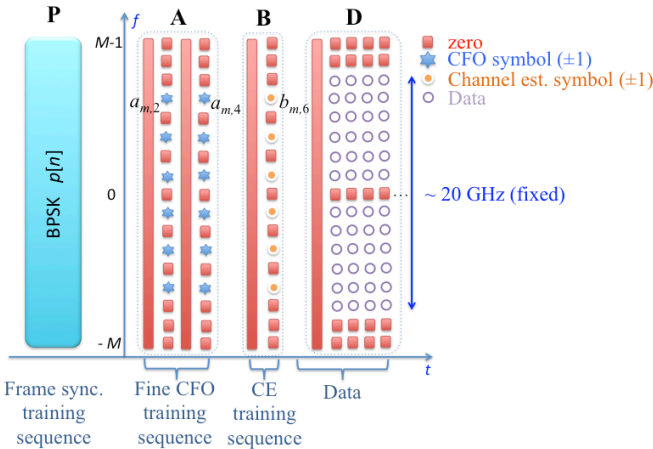 P
A
B
D
f
M-1
0
- M
BPSK p[n]
a_{m,2}
a_{m,4}
b_{m,6}
zero
CFO symbol (±1)
Channel est. symbol (±1)
Data
...
~ 20 GHz (fixed)
t
Frame sync.
training
sequence
Fine CFO
training
sequence
CE
training
sequence
Data